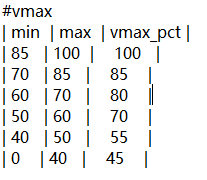 #vmax
| min | max | vmax_pct |
| 85 | 100 | 100 |
| 70 | 85 | 85 |
| 60 | 70 | 80 |
| 50 | 60 | 70 |
| 40 | 50 | 55 |
| 0 | 40 | 45 |